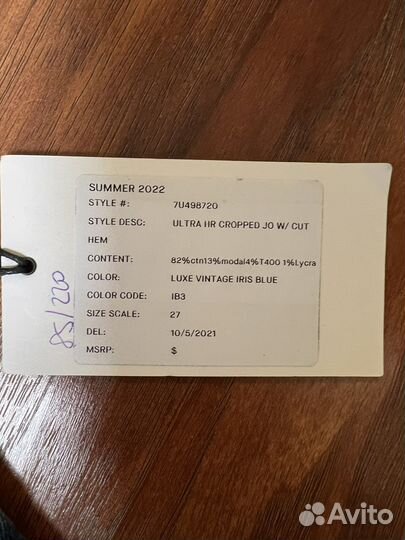 SUMMER 2022
STYLE #: 7U498720
STYLE DESC: ULTRA HR CROPPED JO W/ CUT
HEM
CONTENT: 82%ctn13%modal4%T400 1%Lycra
COLOR: LUXE VINTAGE IRIS BLUE
COLOR CODE: IB3
SIZE SCALE: 27
DEL: 10/5/2021
MSRP: $
85/220
Avito